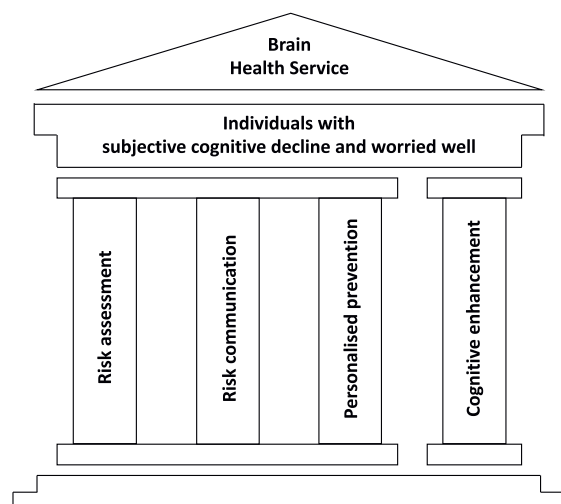 Brain
Health Service
Individuals with
subjective cognitive decline and worried well
Risk assessment
Risk communication
Personalised prevention
Cognitive enhancement